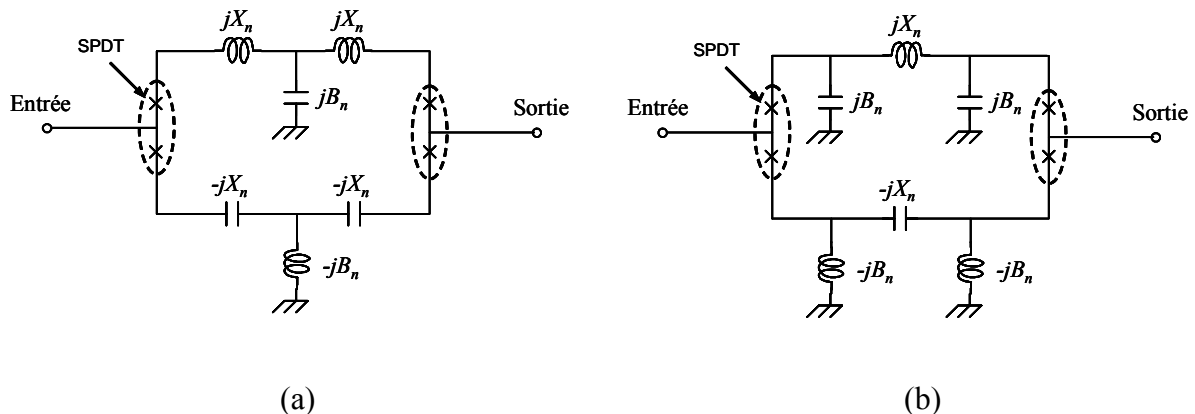 jXn jXn
SPDT
jBn
Entrée
Sortie
-jXn -jXn
-jBn
(a)
jXn
SPDT
jBn jBn
Entrée
Sortie
-jXn
-jBn -jBn
(b)